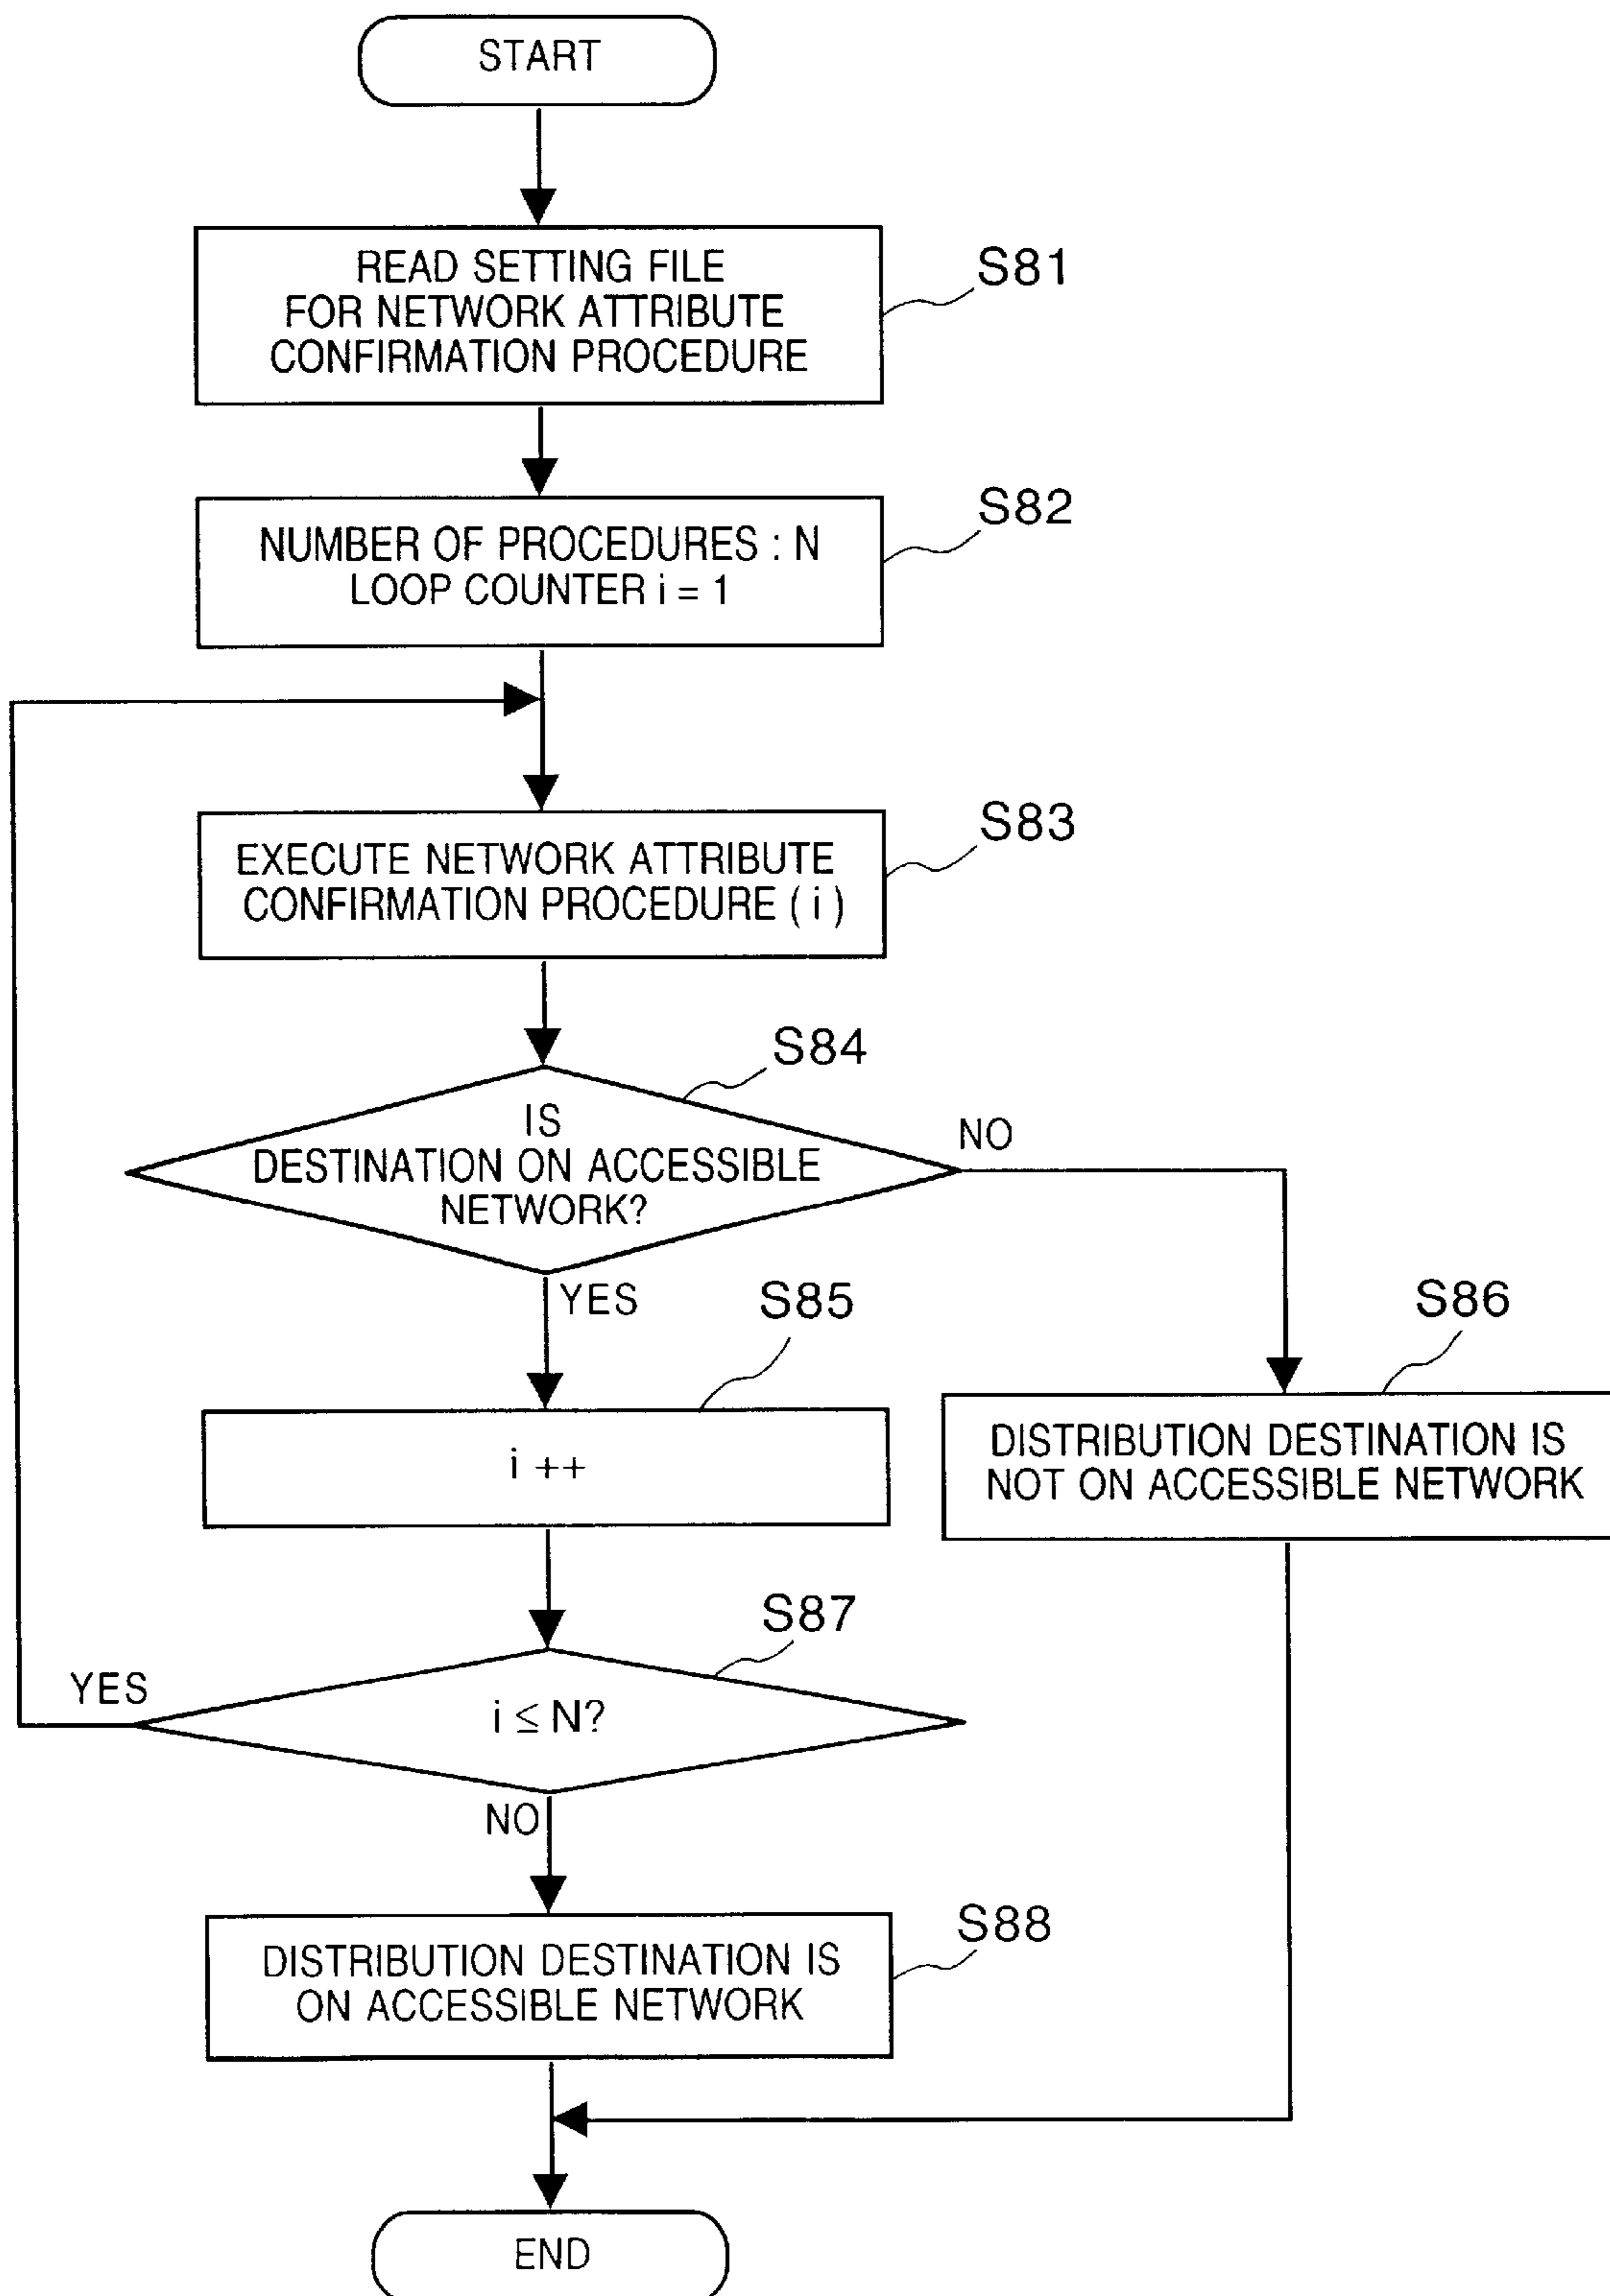 START
READ SETTING FILE
FOR NETWORK ATTRIBUTE
CONFIRMATION PROCEDURE
S81
NUMBER OF PROCEDURES : N
LOOP COUNTER i = 1
S82
EXECUTE NETWORK ATTRIBUTE
CONFIRMATION PROCEDURE ( i )
S83
S84
IS
DESTINATION ON ACCESSIBLE
NETWORK?
NO
YES
S85
i ++
S86
DISTRIBUTION DESTINATION IS
NOT ON ACCESSIBLE NETWORK
S87
i ≤ N?
YES
NO
S88
DISTRIBUTION DESTINATION IS
ON ACCESSIBLE NETWORK
END